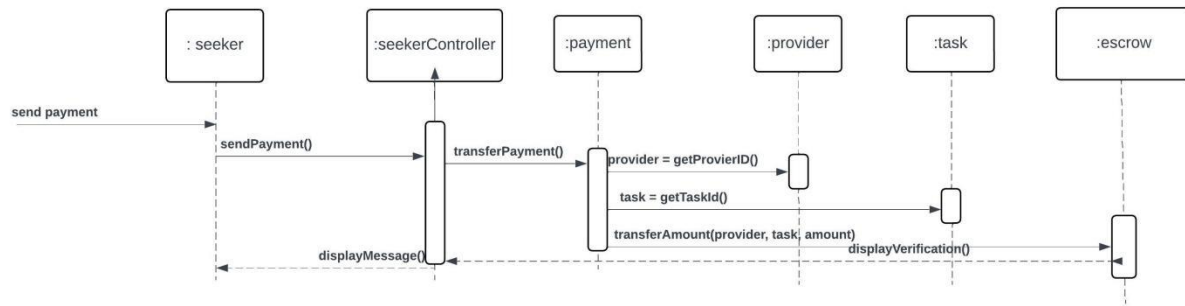 : seeker
:seekerController
:payment
:provider
:task
:escrow
send payment
sendPayment()
transferPayment()
provider = getProvierID()
task = getTaskId()
transferAmount(provider, task, amount)
displayVerification()
displayMessage()